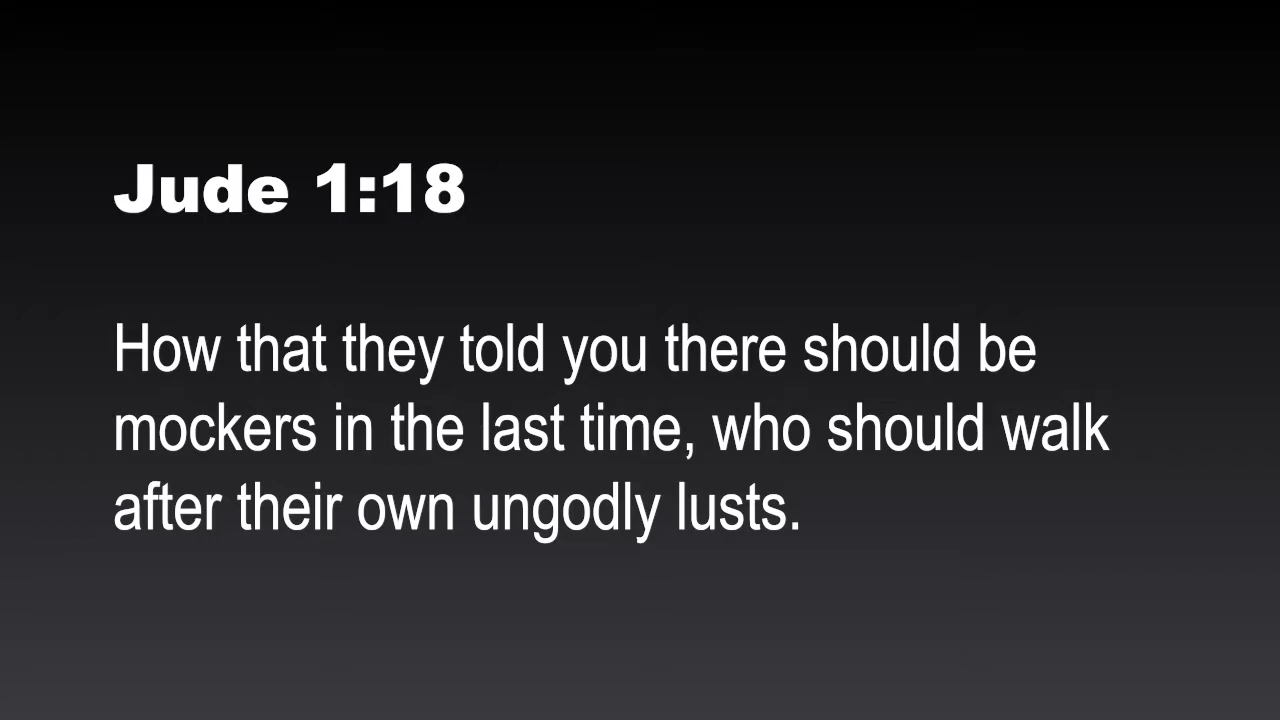 Jude 1:18
How that they told you there should be
mockers in the last time, who should walk
after their own ungodly lusts.